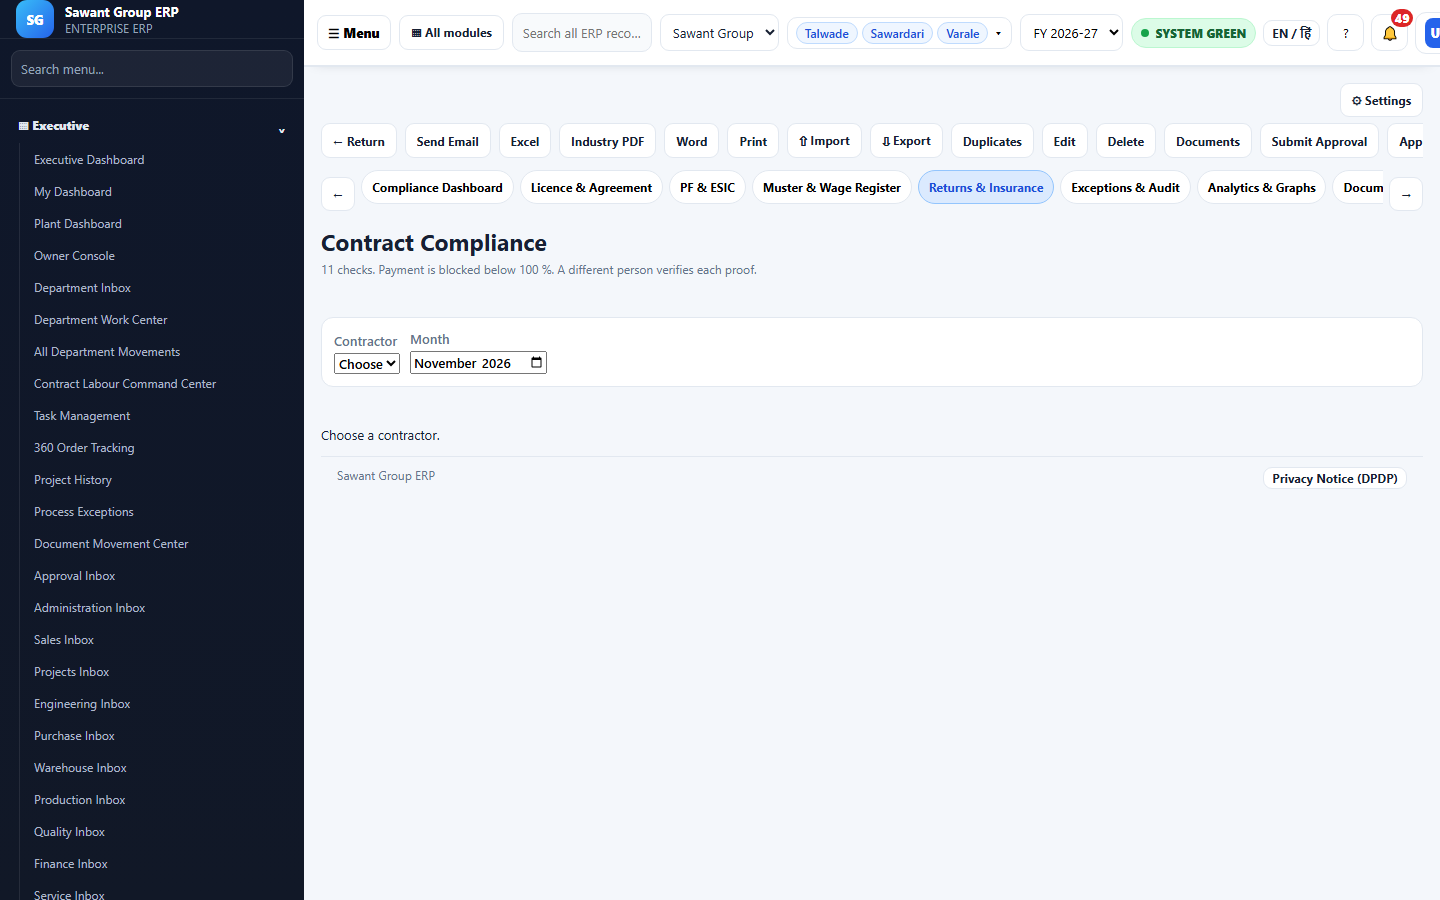 SG
Sawant Group ERP
ENTERPRISE ERP
Search menu...
Executive
Executive Dashboard
My Dashboard
Plant Dashboard
Owner Console
Department Inbox
Department Work Center
All Department Movements
Contract Labour Command Center
Task Management
360 Order Tracking
Project History
Process Exceptions
Document Movement Center
Approval Inbox
Administration Inbox
Sales Inbox
Projects Inbox
Engineering Inbox
Purchase Inbox
Warehouse Inbox
Production Inbox
Quality Inbox
Finance Inbox
Service Inbox
☰ Menu
All modules
Search all ERP reco...
Sawant Group
Talwade Sawardari Varale
FY 2026-27
SYSTEM GREEN
EN / हिं
?
49
U
⚙ Settings
← Return
Send Email
Excel
Industry PDF
Word
Print
⇧ Import
⇩ Export
Duplicates
Edit
Delete
Documents
Submit Approval
App
←
Compliance Dashboard
Licence & Agreement
PF & ESIC
Muster & Wage Register
Returns & Insurance
Exceptions & Audit
Analytics & Graphs
Docum
→
Contract Compliance
11 checks. Payment is blocked below 100 %. A different person verifies each proof.
Contractor
Choose
Month
November 2026
Choose a contractor.
Sawant Group ERP
Privacy Notice (DPDP)